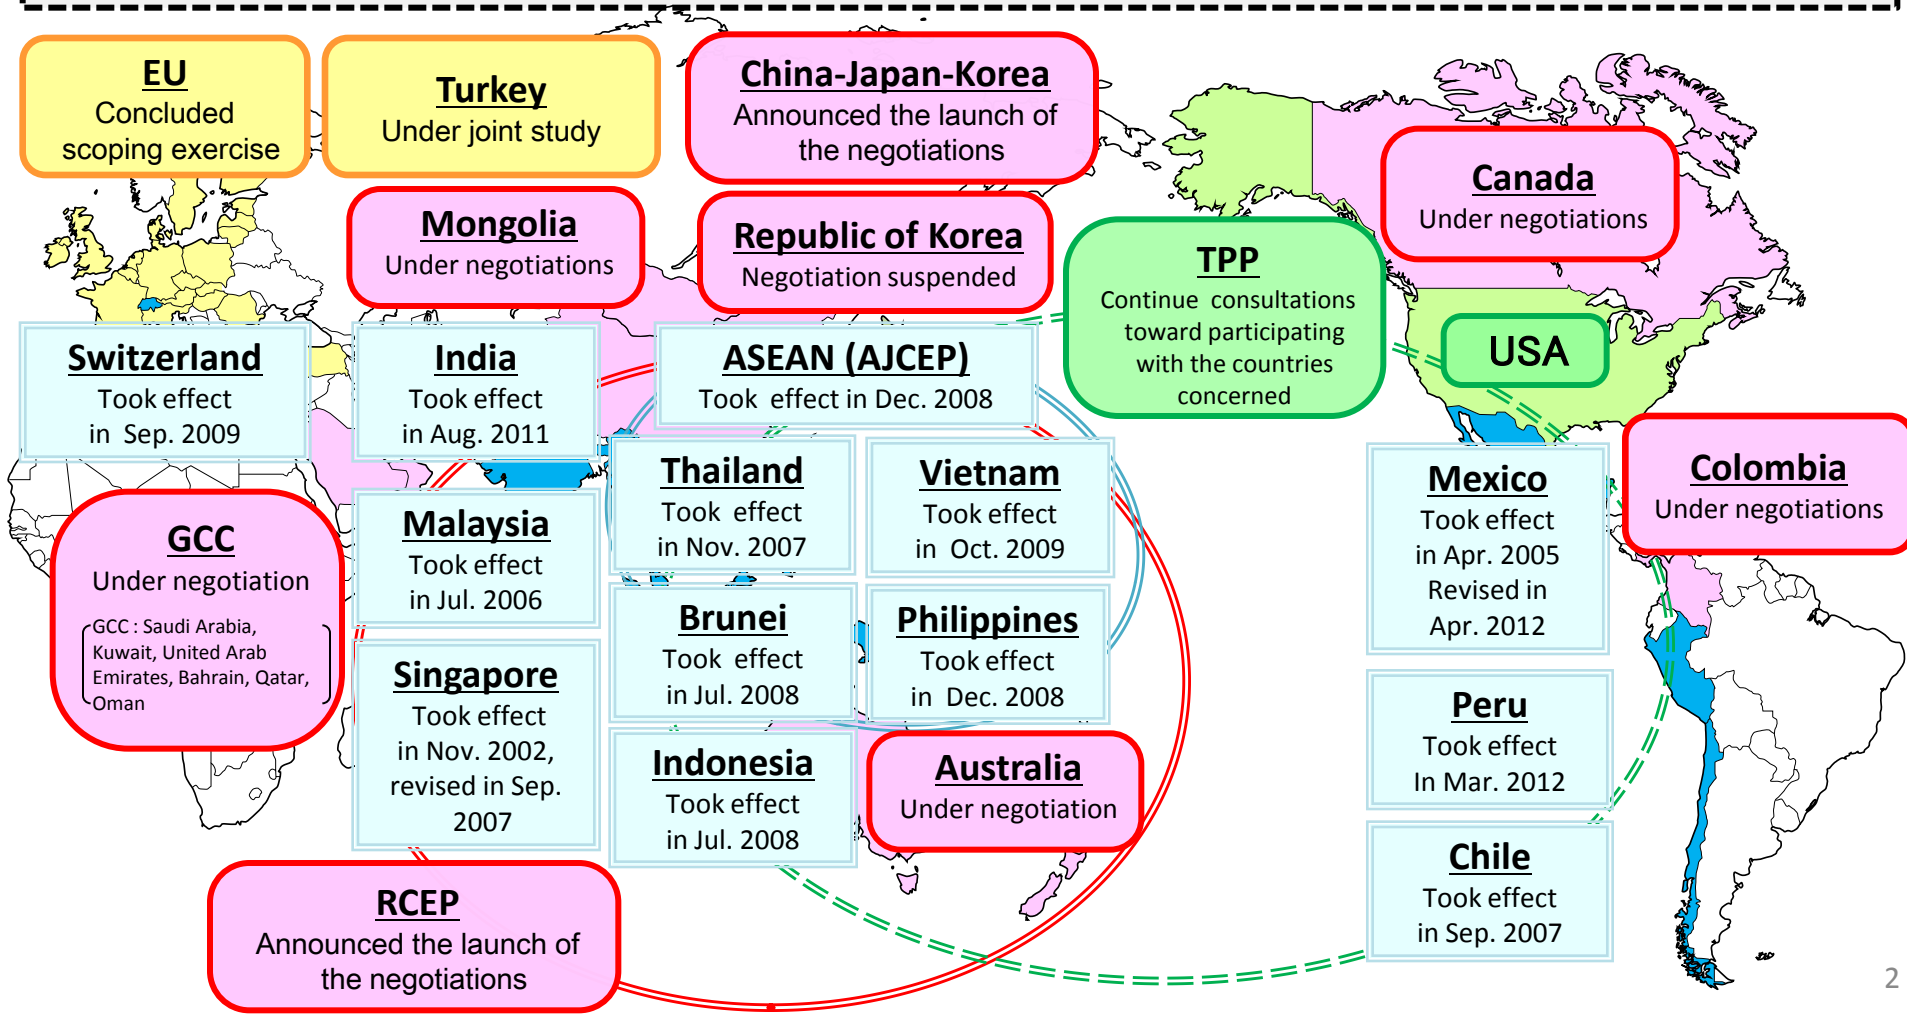 EU
Concluded
scoping exercise
Turkey
Under joint study
China-Japan-Korea
Announced the launch of
the negotiations
Canada
Under negotiations
Mongolia
Under negotiations
Republic of Korea
Negotiation suspended
TPP
Continue consultations
toward participating
with the countries
concerned
USA
Switzerland
Took effect
in Sep. 2009
India
Took effect
in Aug. 2011
ASEAN (AJCEP)
Took effect in Dec. 2008
Thailand
Took effect
in Nov. 2007
Vietnam
Took effect
in Oct. 2009
Mexico
Took effect
in Apr. 2005
Revised in
Apr. 2012
Colombia
Under negotiations
GCC
Under negotiation
GCC : Saudi Arabia,
Kuwait, United Arab
Emirates, Bahrain, Qatar,
Oman
Malaysia
Took effect
in Jul. 2006
Brunei
Took effect
in Jul. 2008
Philippines
Took effect
in Dec. 2008
Singapore
Took effect
in Nov. 2002,
revised in Sep.
2007
Peru
Took effect
In Mar. 2012
Indonesia
Took effect
in Jul. 2008
Australia
Under negotiation
Chile
Took effect
in Sep. 2007
RCEP
Announced the launch of
the negotiations
2